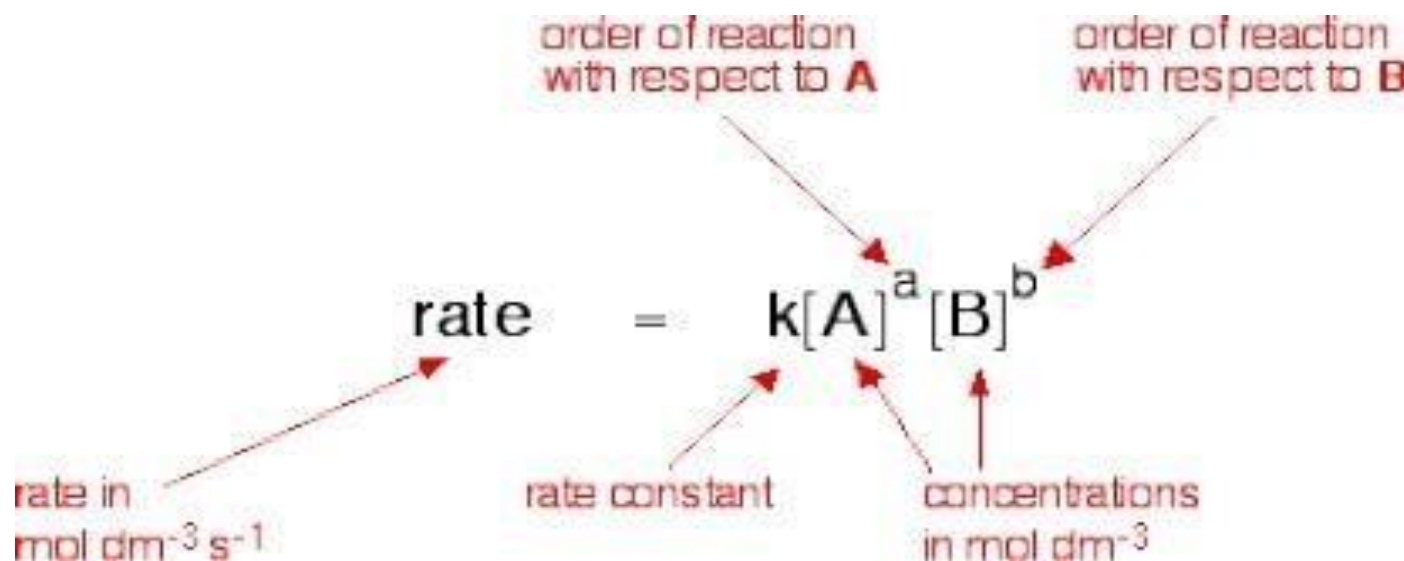 order of reaction
with respect to A
order of reaction
with respect to B
rate = k[A]^a [B]^b
rate in
mol dm⁻³ s⁻¹
rate constant
concentrations
in mol dm⁻³